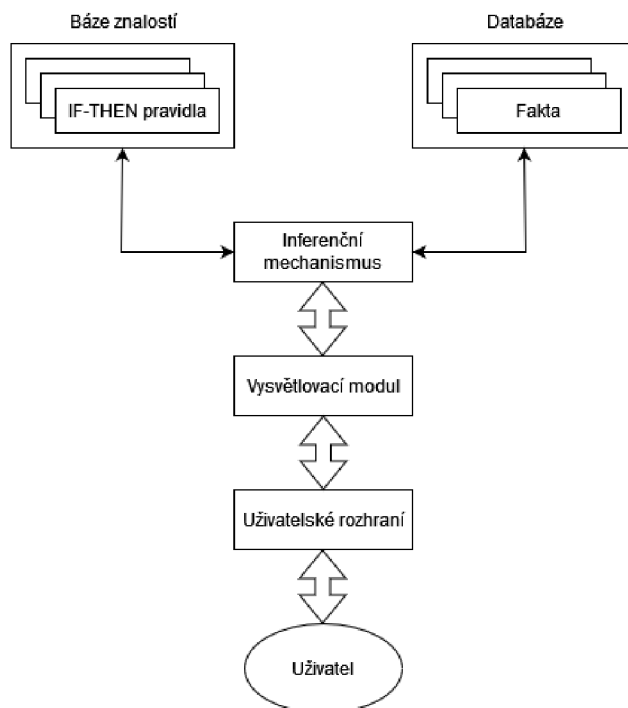 Báze znalostí
Databáze
IF-THEN pravidla
Fakta
Inferenční
mechanismus
Vysvětlovací modul
Uživatelské rozhraní
Uživatel